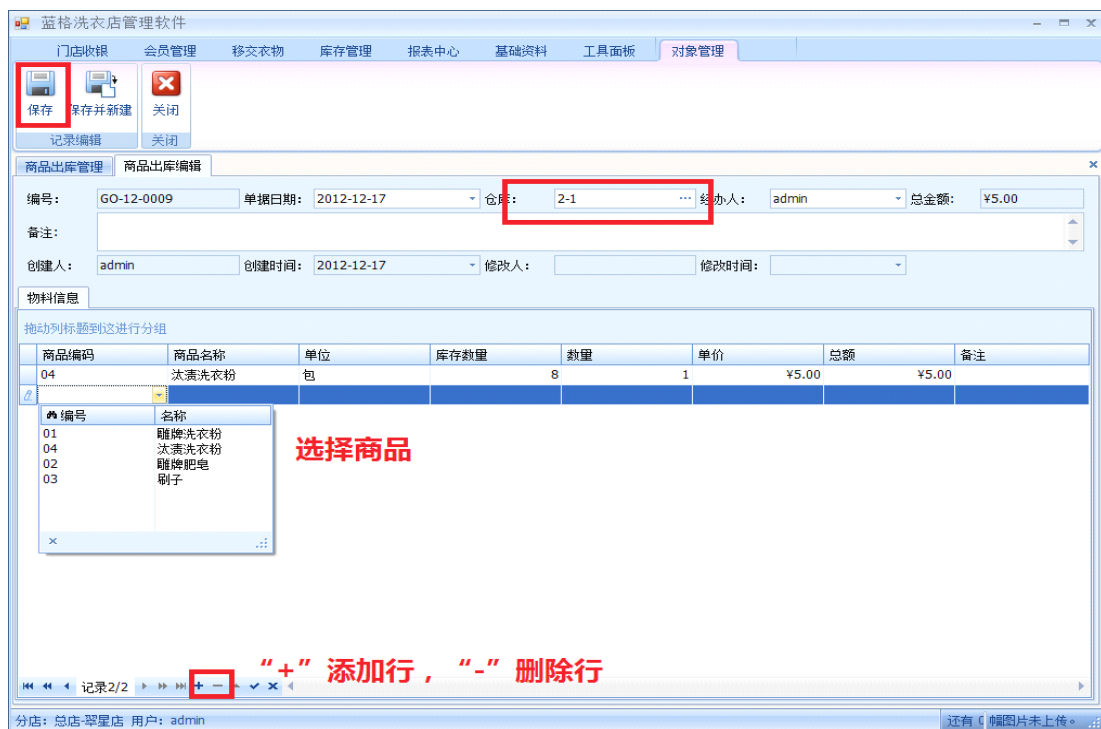 蓝格洗衣店管理软件
门店收银 会员管理 移交衣物 库存管理 报表中心 基础资料 工具面板 对象管理
保存 保存并新建 关闭
记录编辑 关闭
商品出库管理 商品出库编辑
编号: GO-12-0009 单据日期: 2012-12-17 仓库: 2-1 ··· 经办人: admin 总金额: ¥5.00
备注:
创建人: admin 创建时间: 2012-12-17 修改人: 修改时间:
物料信息
拖动列标题到这进行分组
商品编码 商品名称 单位 库存数量 数量 单价 总额 备注
04 汰渍洗衣粉 包 8 1 ¥5.00 ¥5.00
编号 名称
01 雕牌洗衣粉
04 汰渍洗衣粉
02 雕牌肥皂
03 刷子
选择商品
“+”添加行，“-”删除行
记录2/2
分店: 总店-翠星店 用户: admin 还有 幅图片未上传。